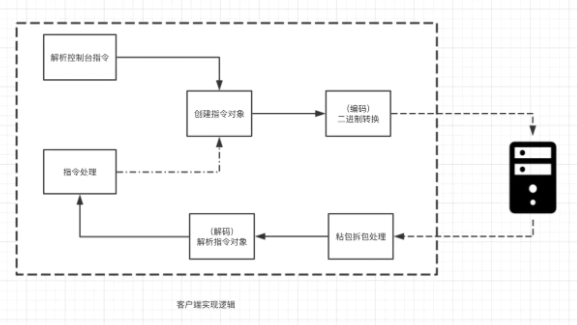 解析控制台指令
创建指令对象
（编码）
二进制转换
指令处理
（解码）
解析指令对象
粘包拆包处理
客户端实现逻辑